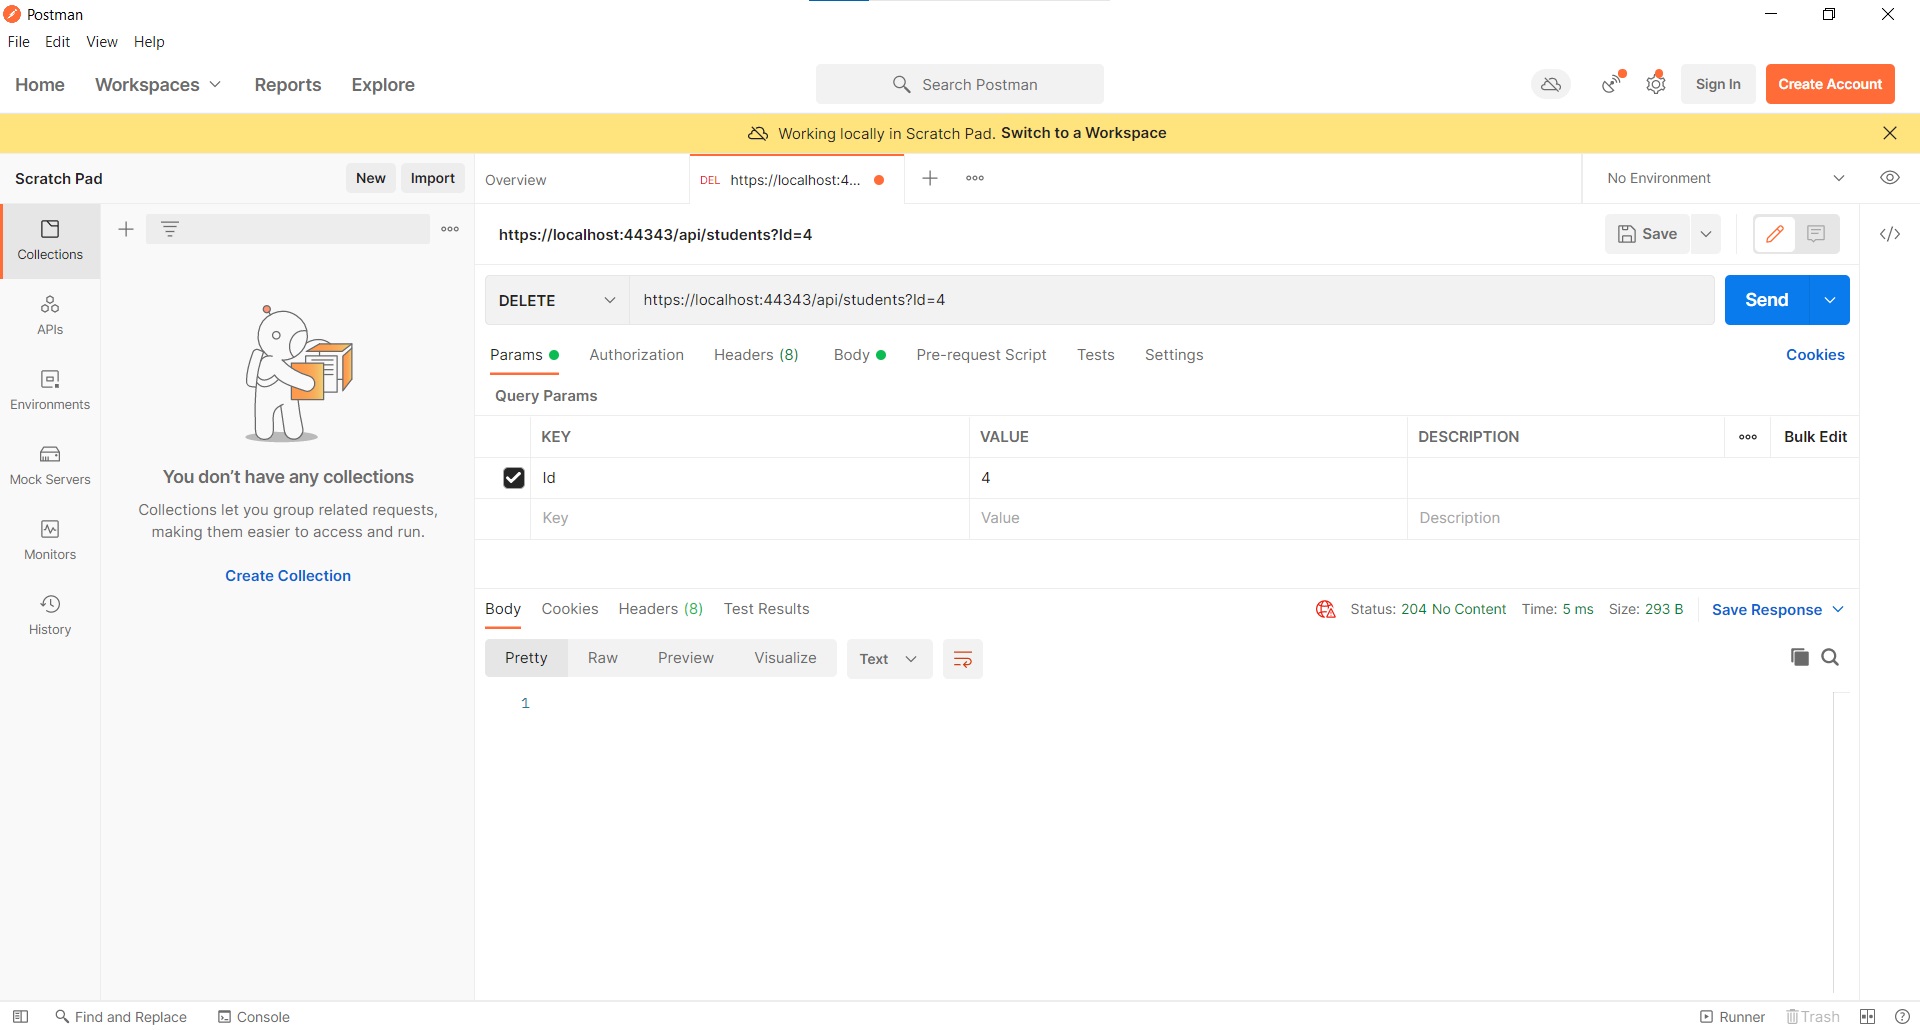 Postman
File Edit View Help
Home Workspaces Reports Explore Search Postman Sign In Create Account
Working locally in Scratch Pad. Switch to a Workspace
Scratch Pad New Import Overview DEL https://localhost:4... No Environment
https://localhost:44343/api/students?Id=4 Save
Collections
DELETE https://localhost:44343/api/students?Id=4 Send
APIs
Params Authorization Headers (8) Body Pre-request Script Tests Settings Cookies
Query Params
Environments
KEY VALUE DESCRIPTION Bulk Edit
Id 4
Mock Servers
You don't have any collections
Collections let you group related requests,
making them easier to access and run.
Key Value Description
Monitors
Create Collection
History
Body Cookies Headers (8) Test Results Status: 204 No Content Time: 5 ms Size: 293 B Save Response
Pretty Raw Preview Visualize Text
1
Find and Replace Console Runner Trash